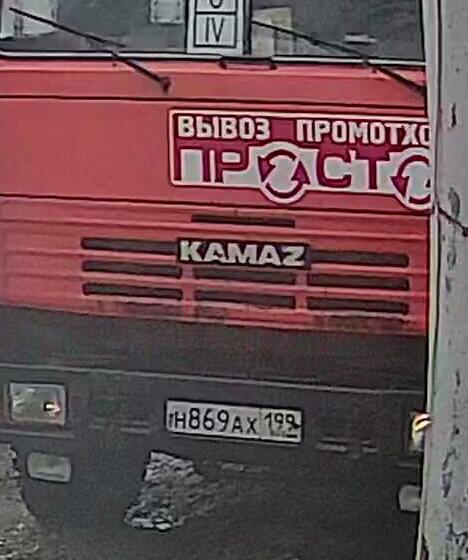 IV
ВЫВОЗ ПРОМОТХО
ПРОСТО
KAMAZ
Н869АХ 199